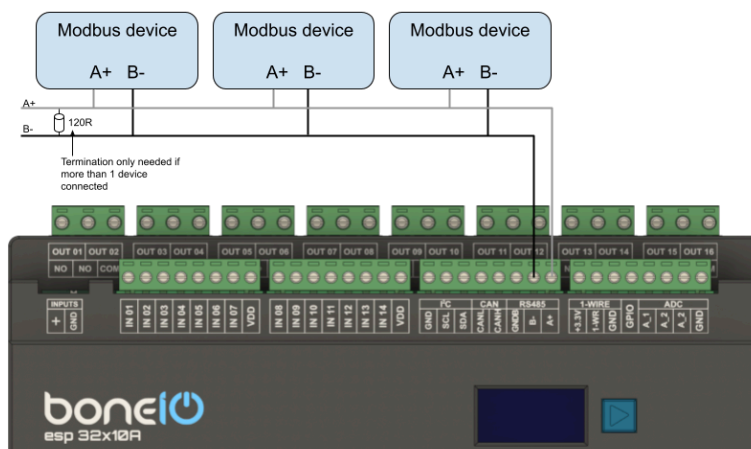 Modbus device
A+ B-
Modbus device
A+ B-
Modbus device
A+ B-
A+
120R
B-
Termination only needed if
more than 1 device
connected
OUT 01 OUT 02
OUT 03 OUT 04
OUT 05 OUT 06
OUT 07 OUT 08
OUT 09 OUT 10
OUT 11 OUT 12
OUT 13 OUT 14
OUT 15 OUT 16
NO NO COM
INPUTS
+ GND
IN 01 IN 02 IN 03 IN 04 IN 05 IN 06 IN 07 VDD
IN 08 IN 09 IN 10 IN 11 IN 12 IN 13 IN 14 VDD
I²C CAN RS485
GND SCL SDA CANL CANH GNDB B- A+
1-WIRE ADC
+3.3V 1-WR GND GPIO A_1 A_2 A_2 GND
boneIO
esp 32x10A